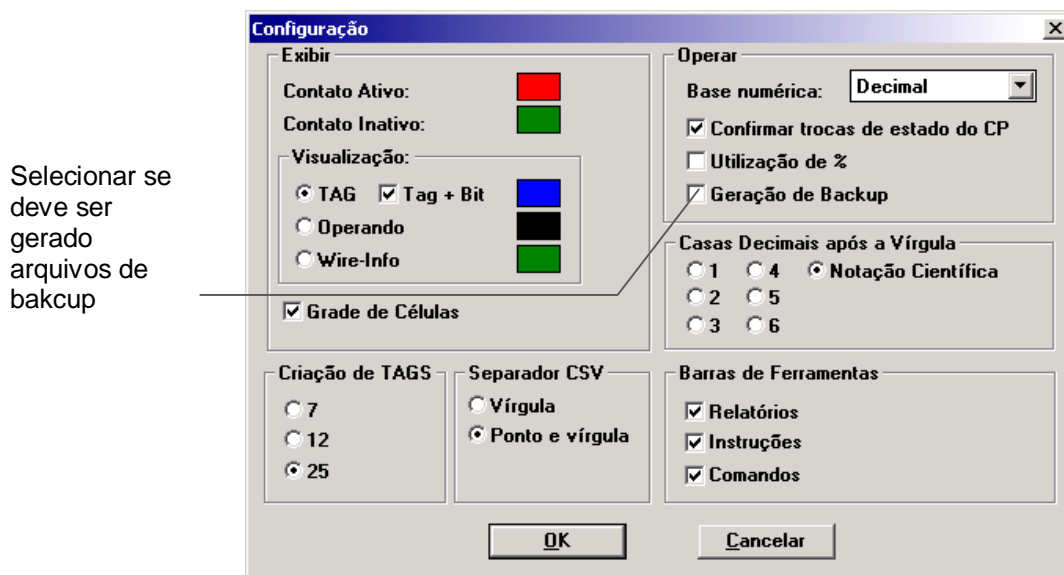 Configuração
Exibir
Contato Ativo:
Contato Inativo:
Visualização:
TAG Tag + Bit
Operando
Wire-Info
Grade de Células
Operar
Base numérica: Decimal
Confirmar trocas de estado do CP
Utilização de %
Geração de Backup
Casas Decimais após a Vírgula
1 4 Notação Científica
2 5
3 6
Criação de TAGS
7
12
25
Separador CSV
Vírgula
Ponto e vírgula
Barras de Ferramentas
Relatórios
Instruções
Comandos
OK Cancelar
Selecionar se
deve ser
gerado
arquivos de
bakcup